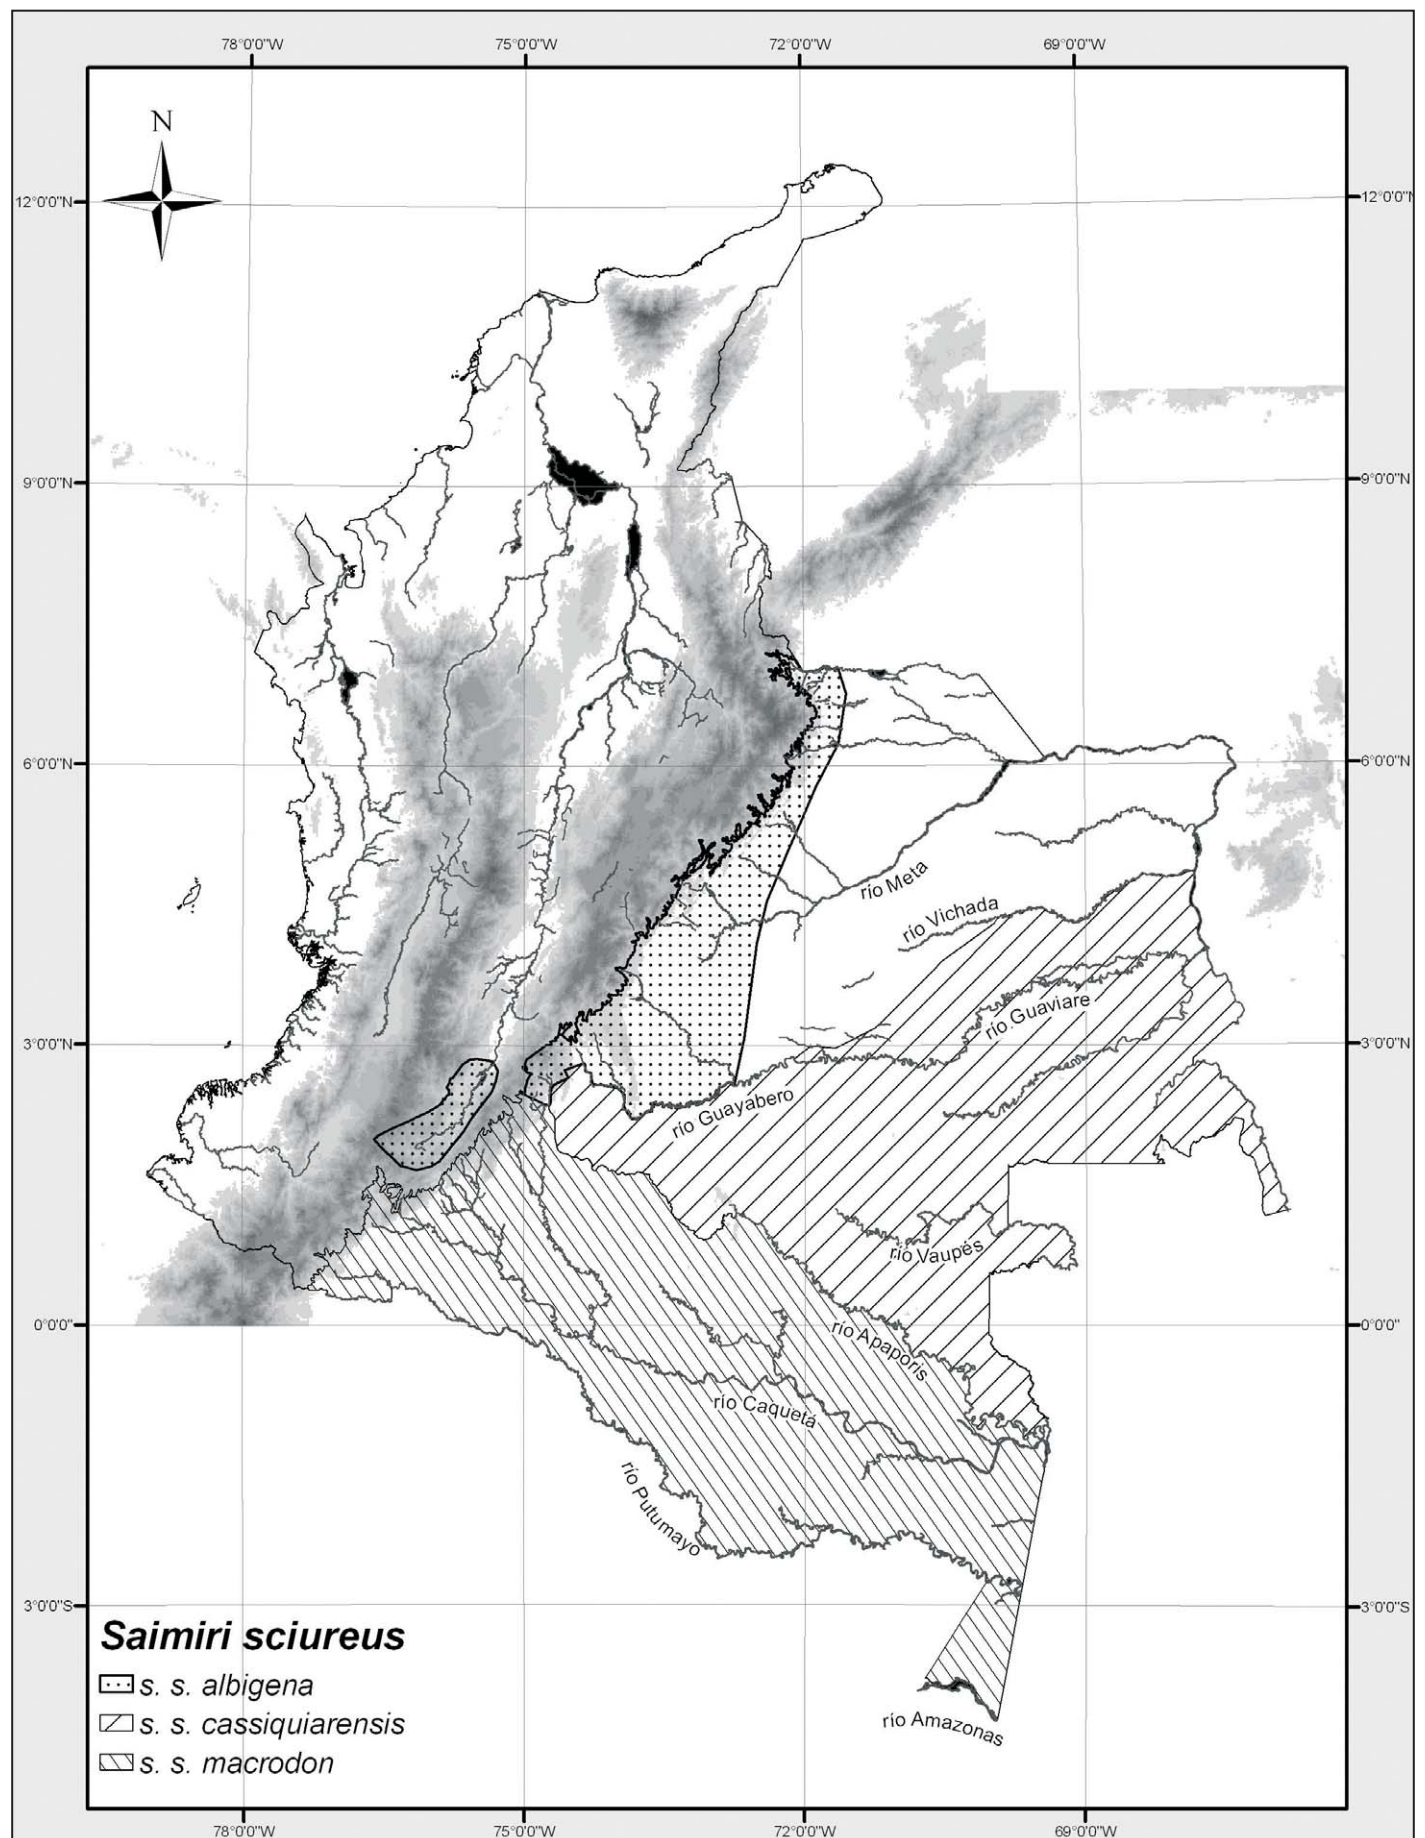 78°0'0"W 75°0'0"W 72°0'0"W 69°0'0"W
N
12°0'0"N 12°0'0"N
9°0'0"N 9°0'0"N
6°0'0"N 6°0'0"N
río Meta
río Vichada
río Guaviare
3°0'0"N 3°0'0"N
río Guayabero
río Vaupés
0°0'0" 0°0'0"
río Apaporis
río Caquetá
río Putumayo
3°0'0"S 3°0'0"S
Saimiri sciureus
s. s. albigena
s. s. cassiquiarensis
s. s. macrodon
río Amazonas
78°0'0"W 75°0'0"W 72°0'0"W 69°0'0"W